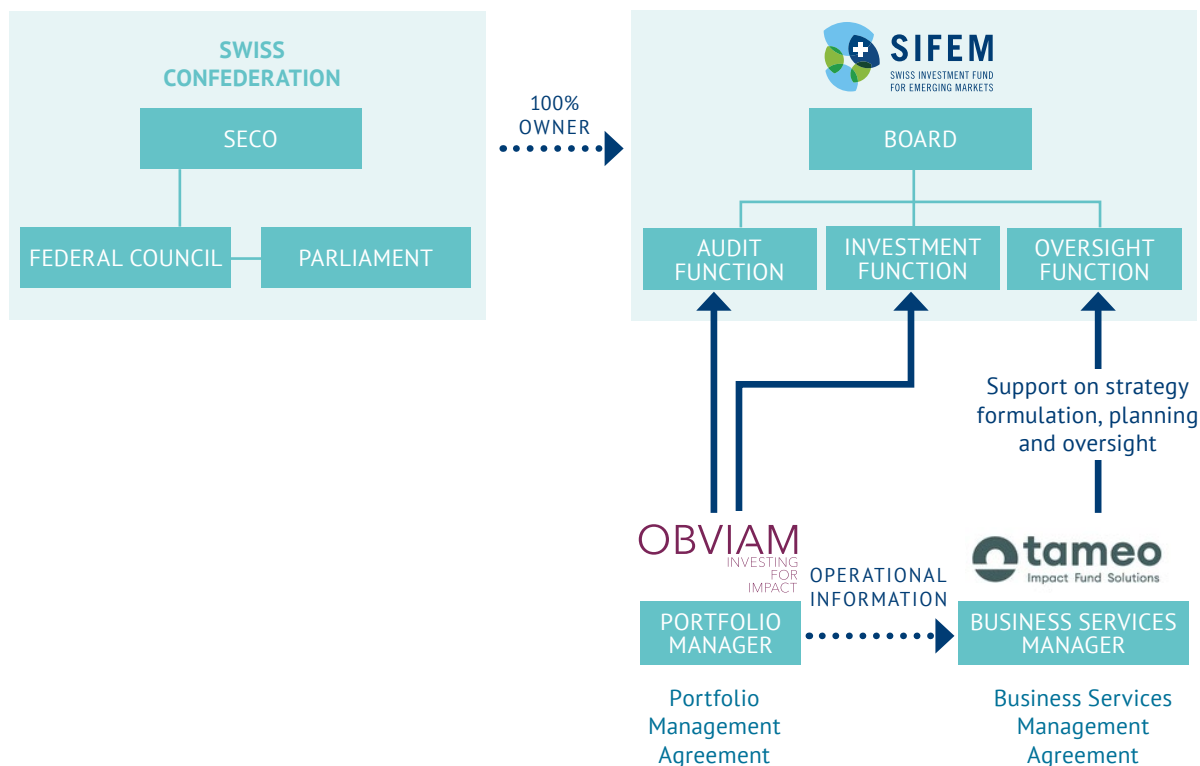 SWISS
CONFEDERATION
SECO
FEDERAL COUNCIL
PARLIAMENT
100%
OWNER
SIFEM
SWISS INVESTMENT FUND
FOR EMERGING MARKETS
BOARD
AUDIT
FUNCTION
INVESTMENT
FUNCTION
OVERSIGHT
FUNCTION
Support on strategy
formulation, planning
and oversight
OBVIAM
INVESTING
FOR
IMPACT
OPERATIONAL
INFORMATION
tameo
Impact Fund Solutions
PORTFOLIO
MANAGER
BUSINESS SERVICES
MANAGER
Portfolio
Management
Agreement
Business Services
Management
Agreement